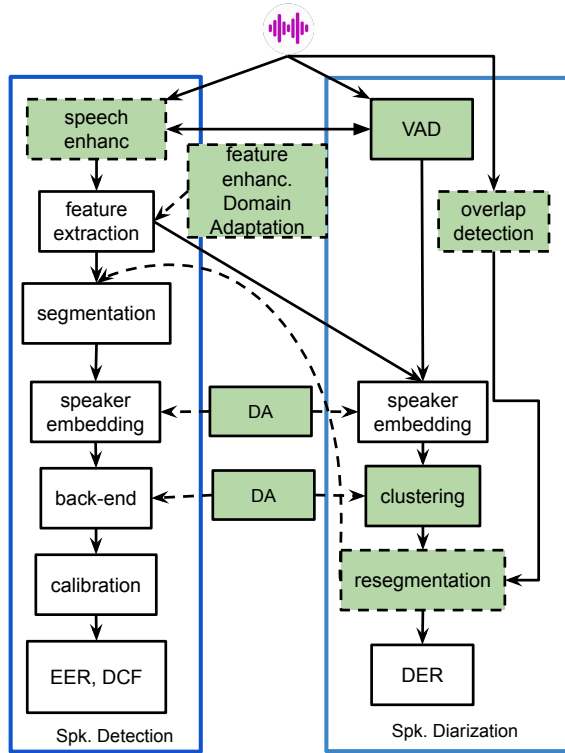 speech
enhanc
VAD
feature
enhanc.
Domain
Adaptation
feature
extraction
overlap
detection
segmentation
speaker
embedding
DA
speaker
embedding
back-end
DA
clustering
calibration
resegmentation
EER, DCF
DER
Spk. Detection
Spk. Diarization